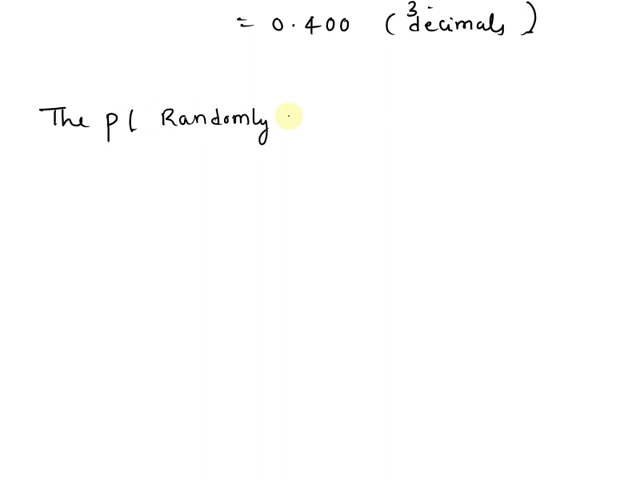 = 0.400 (3 decimals)
The P( Randomly